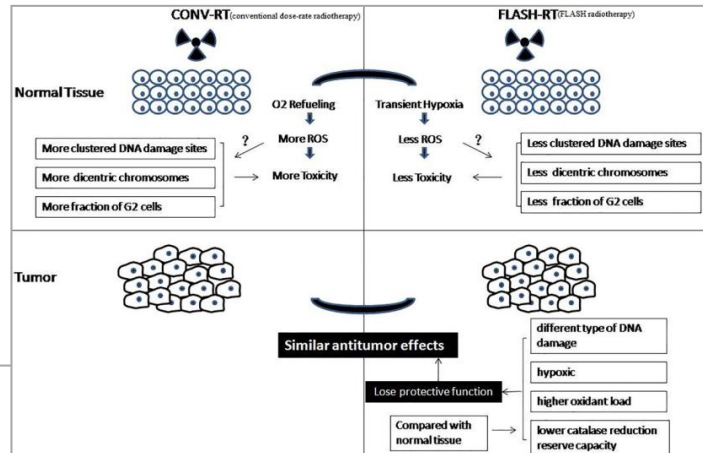 CONV-RT(conventional dose-rate radiotherapy)
FLASH-RT(FLASH radiotherapy)
Normal Tissue
O2 Refueling
Transient Hypoxia
?
More ROS
Less ROS
?
More clustered DNA damage sites
More dicentric chromosomes
More fraction of G2 cells
More Toxicity
Less Toxicity
Less clustered DNA damage sites
Less dicentric chromosomes
Less fraction of G2 cells
Tumor
Similar antitumor effects
Lose protective function
Compared with
normal tissue
different type of DNA
damage
hypoxic
higher oxidant load
lower catalase reduction
reserve capacity